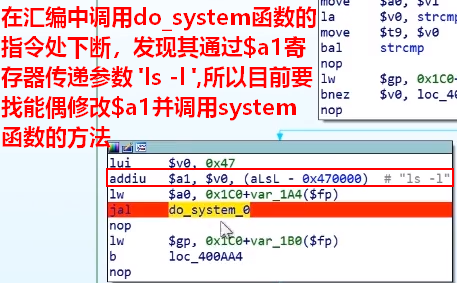 在汇编中调用do_system函数的
指令处下断，发现其通过$a1寄
存器传递参数 'ls -l ',所以目前要
找能偶修改$a1并调用system
函数的方法
move $a0, $v1
la $v0, strcmp
move $t9, $v0
bal strcmp
nop
lw $gp, 0x1C0+
bnez $v0, loc_400
nop
lui $v0, 0x47
addiu $a1, $v0, (aLsL - 0x470000) # "ls -l"
lw $a0, 0x1C0+var_1A4($fp)
jal do_system_0
nop
lw $gp, 0x1C0+var_1B0($fp)
b loc_400AA4
nop